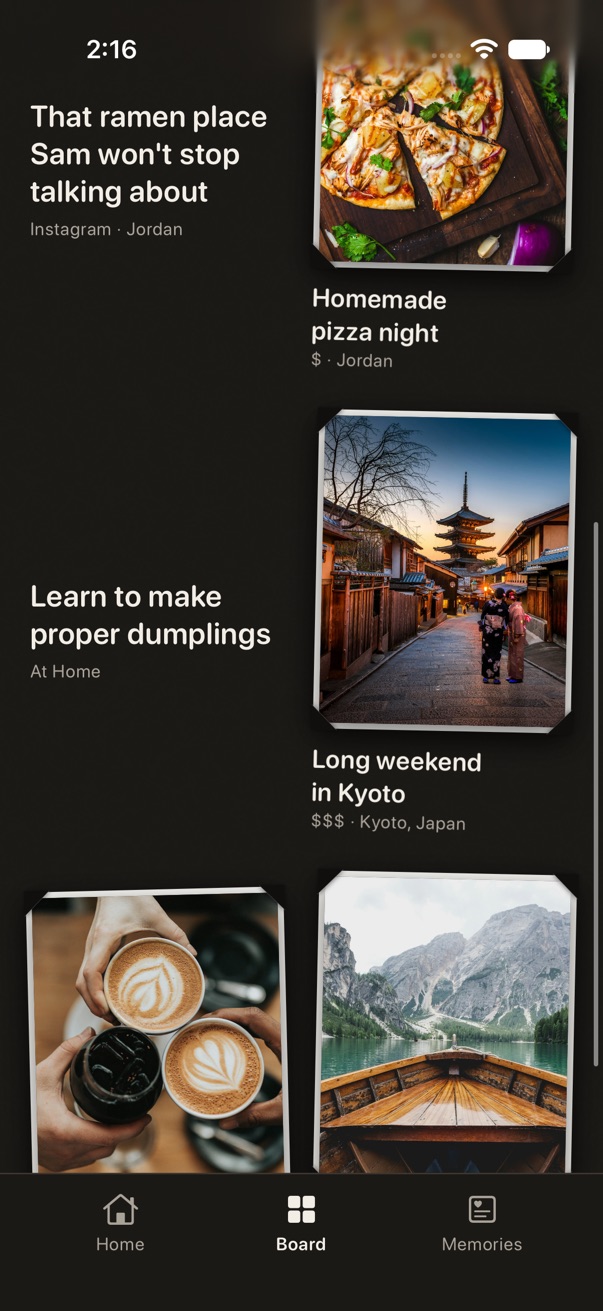 2:16
That ramen place
Sam won't stop
talking about
Instagram · Jordan
Homemade
pizza night
$ · Jordan
Learn to make
proper dumplings
At Home
Long weekend
in Kyoto
$$$ · Kyoto, Japan
Home
Board
Memories